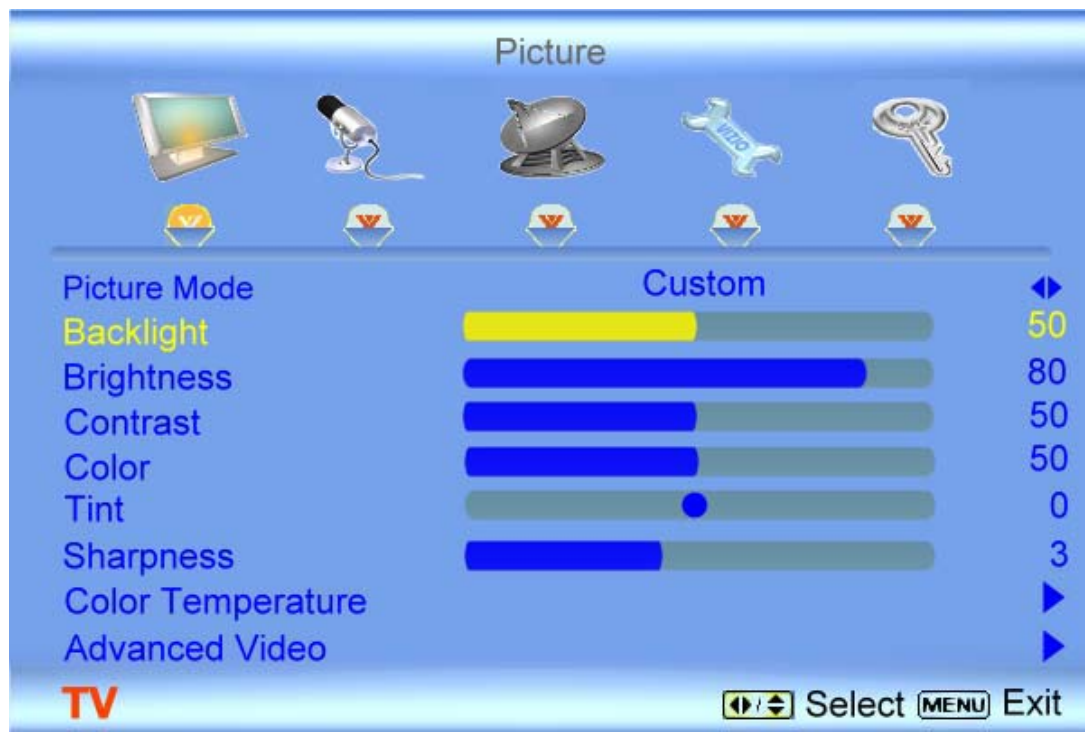 Picture
VIZIO
Picture Mode Custom
Backlight 50
Brightness 80
Contrast 50
Color 50
Tint 0
Sharpness 3
Color Temperature
Advanced Video
TV / Select MENU Exit